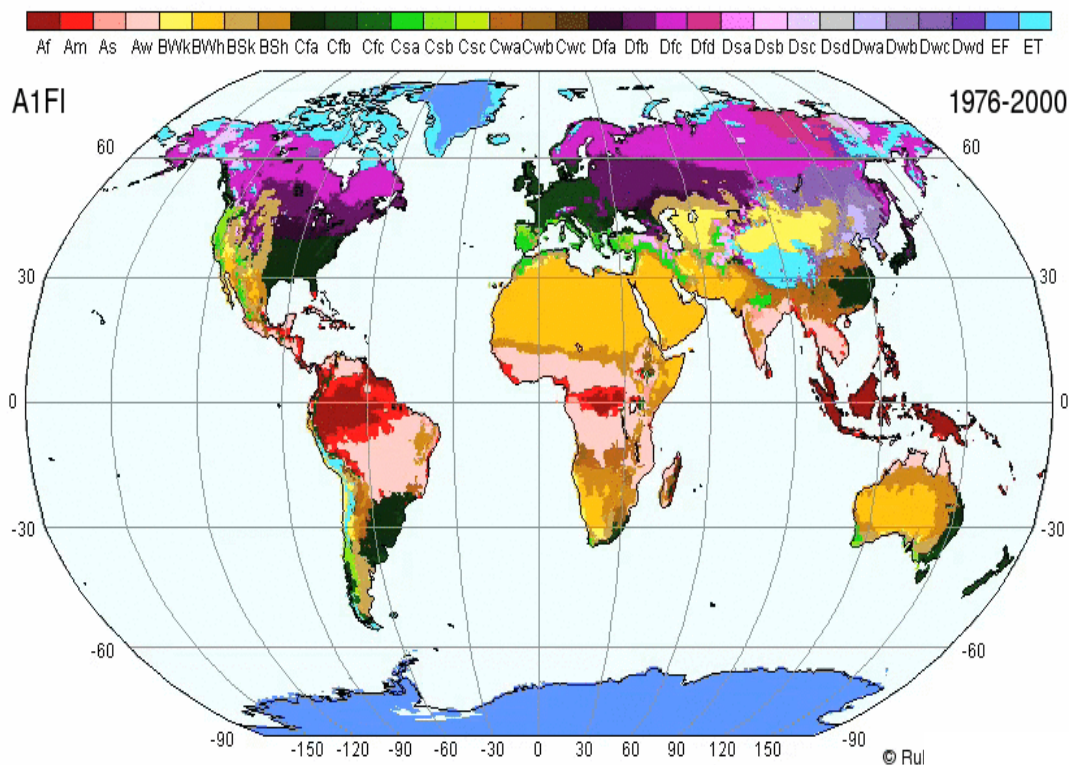 Af Am As Aw BWk BWh BSk BSh Cfa Cfb Cfc Csa Csb Csc Cwa Cwb Cwc Dfa Dfb Dfc Dfd Dsa Dsb Dsc Dsd Dwa Dwb Dwc Dwd EF ET
A1FI 1976-2000
60 60
30 30
0 0
-30 -30
-60 -60
-90 -150 -120 -90 -60 -30 0 30 60 90 120 150 -90
© Rul